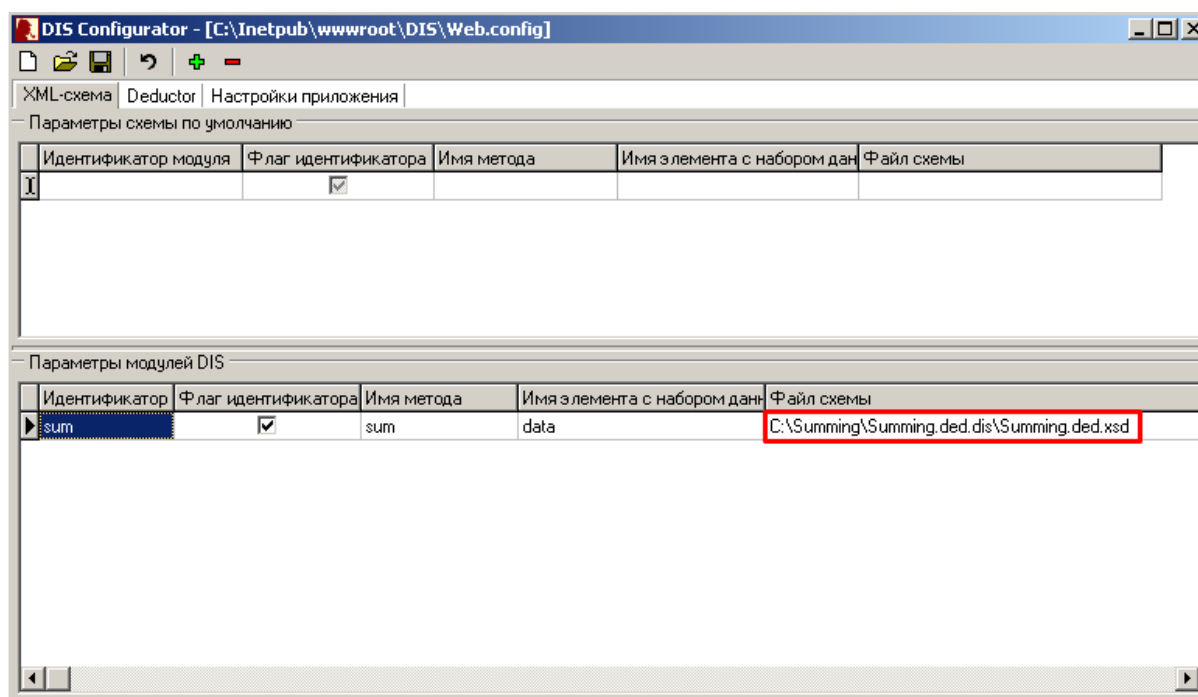 DIS Configurator - [C:\Inetpub\wwwroot\DIS\Web.config]
XML-схема Deductor Настройки приложения
Параметры схемы по умолчанию
Идентификатор модуля Флаг идентификатора Имя метода Имя элемента с набором дан Файл схемы
Параметры модулей DIS
Идентификатор Флаг идентификатора Имя метода Имя элемента с набором данн Файл схемы
sum sum data C:\Summing\Summing.ded.dis\Summing.ded.xsd